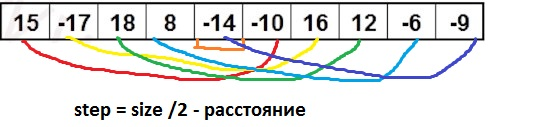 15 -17 18 8 -14 -10 16 12 -6 -9
step = size /2 - расстояние